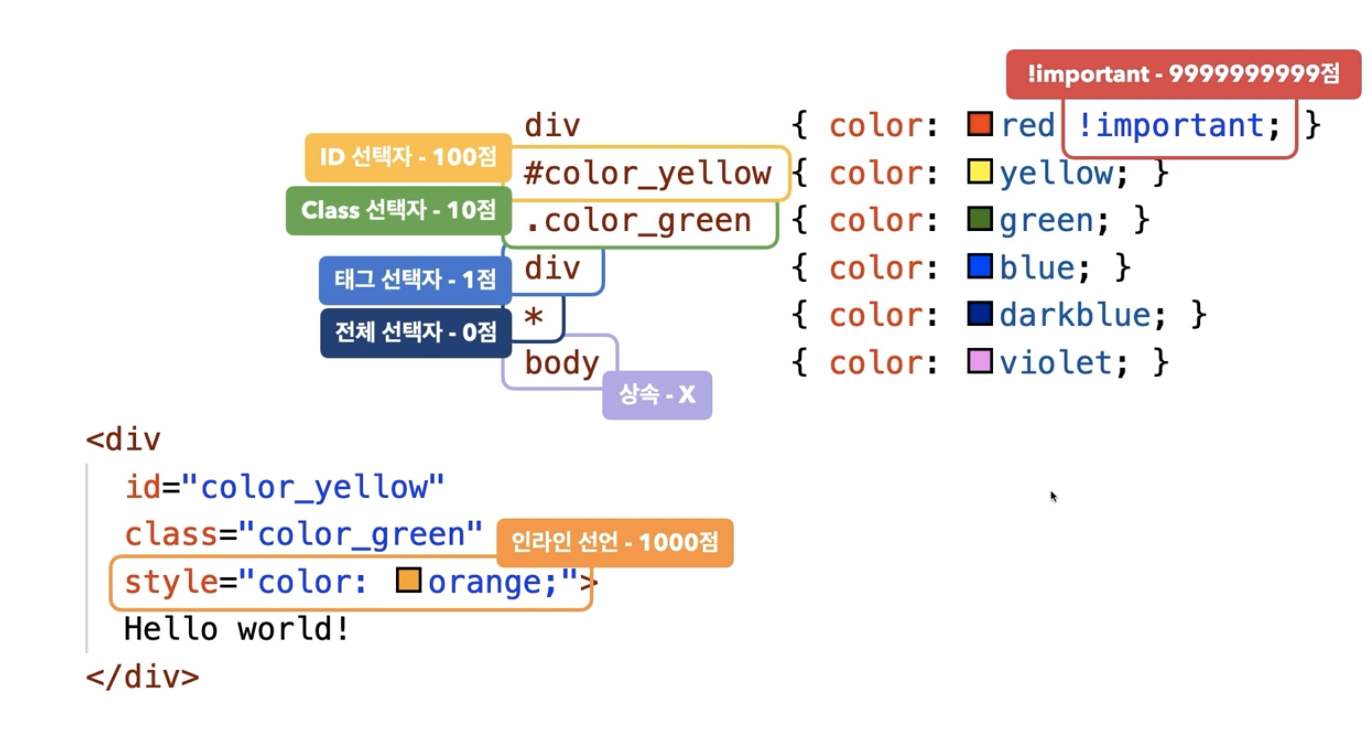 !important - 9999999999점
div { color: red !important; }
ID 선택자 - 100점
#color_yellow { color: yellow; }
Class 선택자 - 10점
.color_green { color: green; }
태그 선택자 - 1점
div { color: blue; }
전체 선택자 - 0점
* { color: darkblue; }
body { color: violet; }
상속 - X
<div
id="color_yellow"
class="color_green"
인라인 선언 - 1000점
style="color: orange;">
Hello world!
</div>